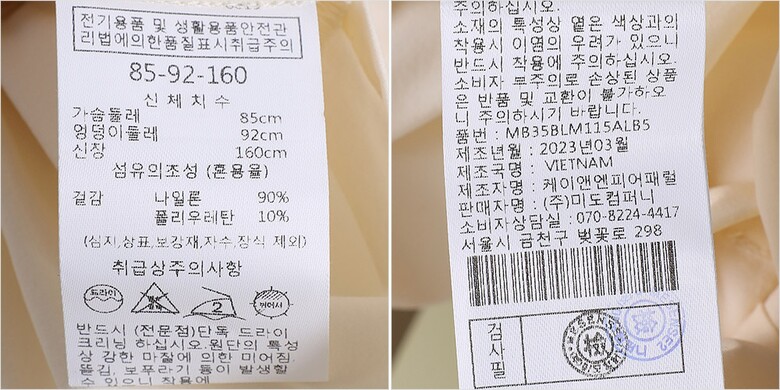 전기용품 및 생활용품안전관
리법에의한품질표시취급주의
85-92-160
신 체 치 수
가슴둘레 85cm
엉덩이둘레 92cm
신장 160cm
섬유의조성 (혼용율)
겉감 나일론 90%
폴리우레탄 10%
(심지,상표,보강재,자수,장식 제외)
취급상주의사항
드라이 2 뉘어서
반드시 (전문점)단독 드라이
크리닝 하십시오.원단의 특성
상 강한 마찰에 의한 미어짐,
뜯김, 보푸라기 등이 발생할
수 있으니 착용에
주의하십시오.
소재의 특성상 옅은 색상과의
착용시 이염의 우려가 있으니
반드시 착용에 주의하십시오.
소비자 부주의로 손상된 상품
은 반품 및 교환이 불가하오
니 주의하시기 바랍니다.
품번 : MB35BLM115ALB5
제조년월 : 2023년03월
제조국명 : VIETNAM
제조자명 : 케이앤엔피어패럴
판매자명 : (주)미도컴퍼니
소비자상담실 : 070-8224-4417
서울시 금천구 벚꽃로 298
검
사
필